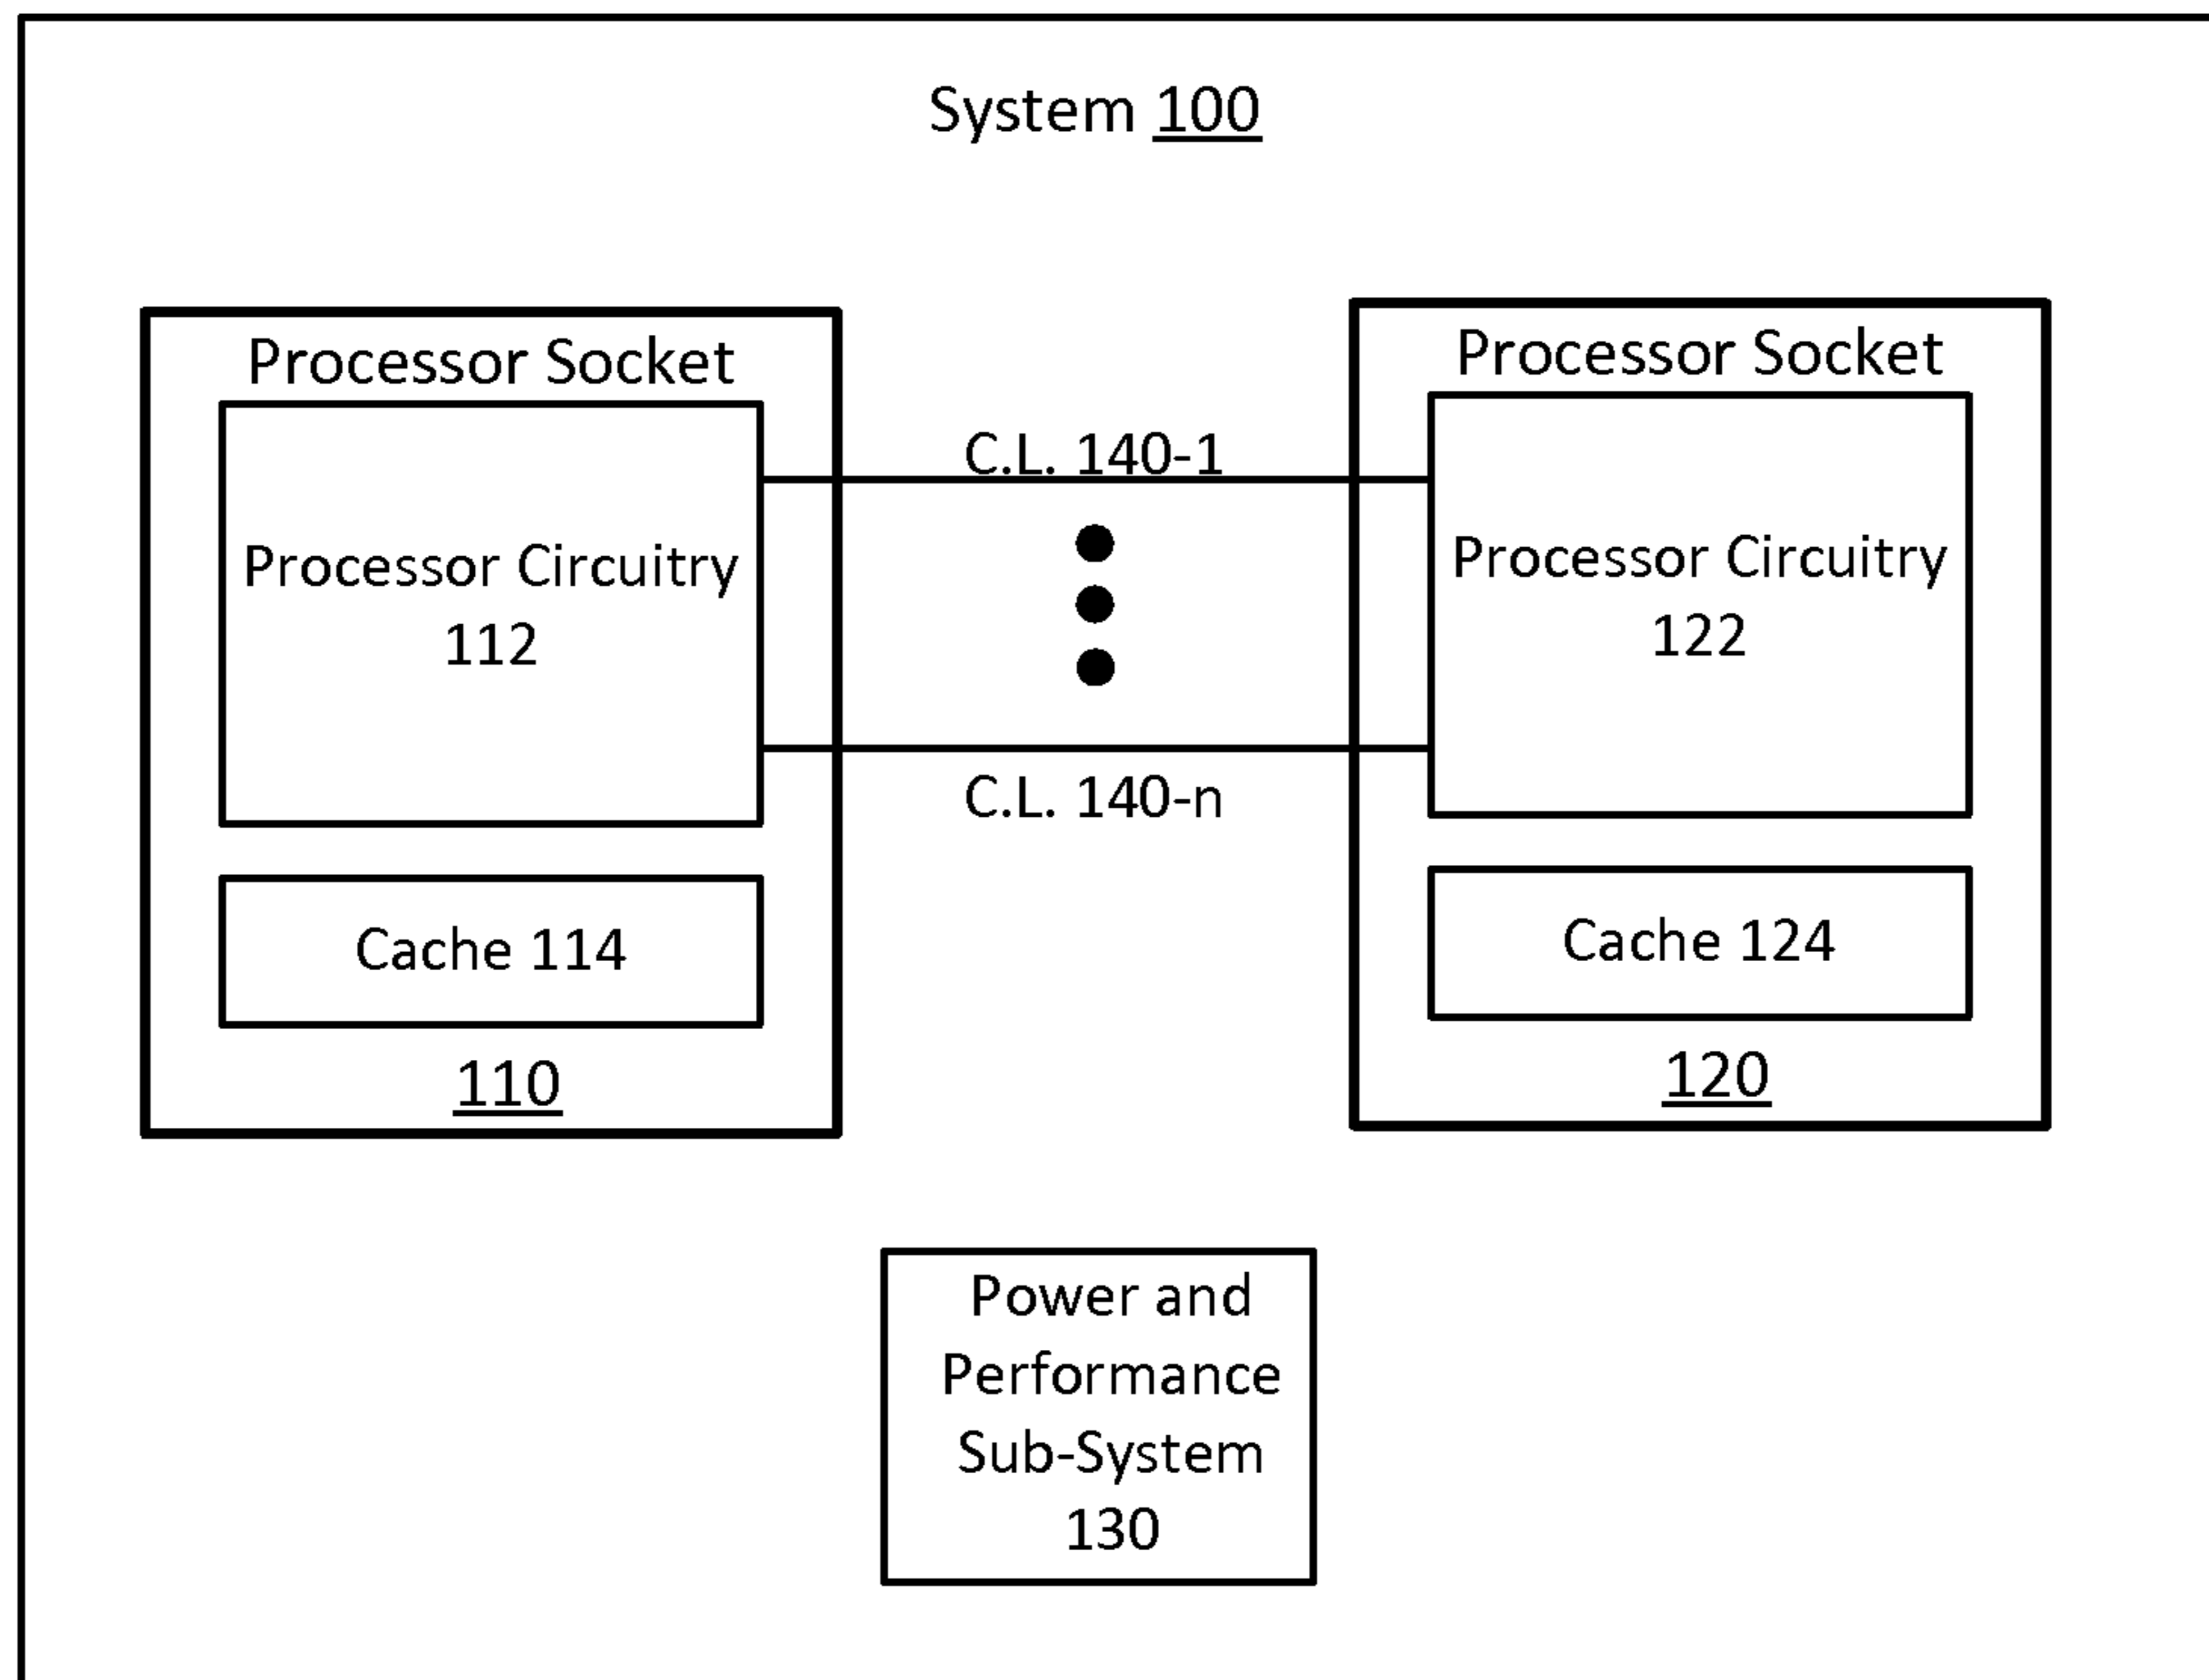 System 100
Processor Socket
Processor Circuitry
112
Cache 114
110
C.L. 140-1
C.L. 140-n
Processor Socket
Processor Circuitry
122
Cache 124
120
Power and
Performance
Sub-System
130